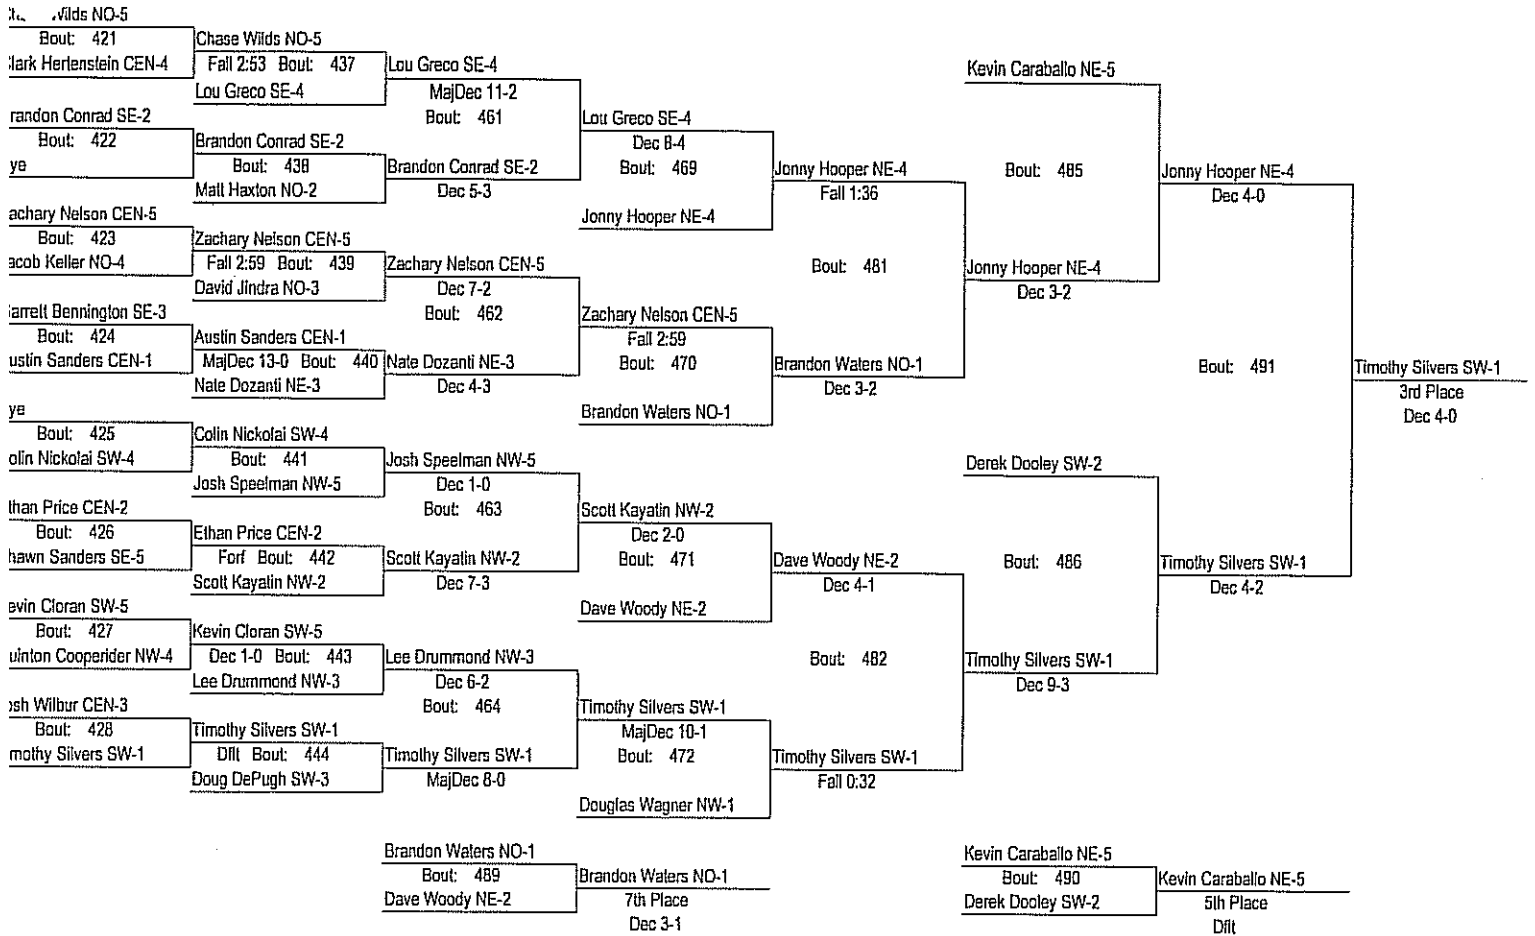 Wilds NO-5
Bout: 421
lark Hertenstein CEN-4
randon Conrad SE-2
Bout: 422
ye
achary Nelson CEN-5
Bout: 423
acob Keller NO-4
arrett Bennington SE-3
Bout: 424
ustin Sanders CEN-1
ye
Bout: 425
olin Nickolai SW-4
than Price CEN-2
Bout: 426
hawn Sanders SE-5
evin Cloran SW-5
Bout: 427
uinton Cooperider NW-4
osh Wilbur CEN-3
Bout: 428
mothy Silvers SW-1
Chase Wilds NO-5
Fall 2:53 Bout: 437
Lou Greco SE-4
Brandon Conrad SE-2
Bout: 438
Matt Haxton NO-2
Zachary Nelson CEN-5
Fall 2:59 Bout: 439
David Jindra NO-3
Austin Sanders CEN-1
MajDec 13-0 Bout: 440
Nate Dozanti NE-3
Colin Nickolai SW-4
Bout: 441
Josh Speelman NW-5
Ethan Price CEN-2
Forf Bout: 442
Scott Kayatin NW-2
Kevin Cloran SW-5
Dec 1-0 Bout: 443
Lee Drummond NW-3
Timothy Silvers SW-1
Dflt Bout: 444
Doug DePugh SW-3
Lou Greco SE-4
MajDec 11-2
Bout: 461
Brandon Conrad SE-2
Dec 5-3
Zachary Nelson CEN-5
Dec 7-2
Bout: 462
Nate Dozanti NE-3
Dec 4-3
Josh Speelman NW-5
Dec 1-0
Bout: 463
Scott Kayatin NW-2
Dec 7-3
Lee Drummond NW-3
Dec 6-2
Bout: 464
Timothy Silvers SW-1
MajDec 8-0
Lou Greco SE-4
Dec 8-4
Bout: 469
Jonny Hooper NE-4
Zachary Nelson CEN-5
Fall 2:59
Bout: 470
Brandon Waters NO-1
Scott Kayatin NW-2
Dec 2-0
Bout: 471
Dave Woody NE-2
Timothy Silvers SW-1
MajDec 10-1
Bout: 472
Douglas Wagner NW-1
Jonny Hooper NE-4
Fall 1:36
Bout: 481
Brandon Waters NO-1
Dec 3-2
Dave Woody NE-2
Dec 4-1
Bout: 482
Timothy Silvers SW-1
Fall 0:32
Kevin Caraballo NE-5
Bout: 485
Jonny Hooper NE-4
Dec 3-2
Derek Dooley SW-2
Bout: 486
Timothy Silvers SW-1
Dec 9-3
Jonny Hooper NE-4
Dec 4-0
Bout: 491
Timothy Silvers SW-1
Dec 4-2
Timothy Silvers SW-1
3rd Place
Dec 4-0
Brandon Waters NO-1
Bout: 489
Dave Woody NE-2
Brandon Waters NO-1
7th Place
Dec 3-1
Kevin Caraballo NE-5
Bout: 490
Derek Dooley SW-2
Kevin Caraballo NE-5
5th Place
Dflt